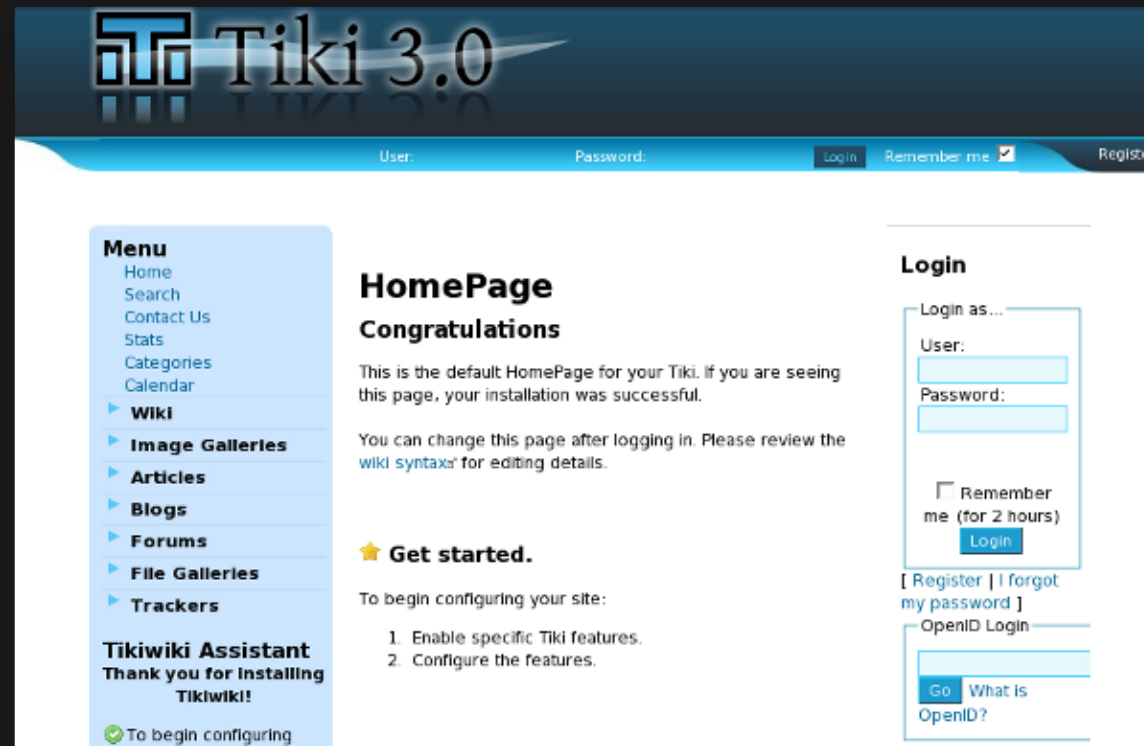 Tiki 3.0
User:
Password:
Login
Remember me
Menu
Home
Search
Contact Us
Stats
Categories
Calendar
Wiki
Image Galleries
Articles
Blogs
Forums
File Galleries
Trackers
Tikiwiki Assistant
Thank you for installing
Tikiwiki!
To begin configuring
HomePage
Congratulations
This is the default HomePage for your Tiki. If you are seeing
this page, your installation was successful.
You can change this page after logging in. Please review the
wiki syntax for editing details.
Get started.
To begin configuring your site:
1. Enable specific Tiki features.
2. Configure the features.
Login
Login as...
User:
Password:
Remember
me (for 2 hours)
Login
[ Register | I forgot
my password ]
OpenID Login
Go What is
OpenID?